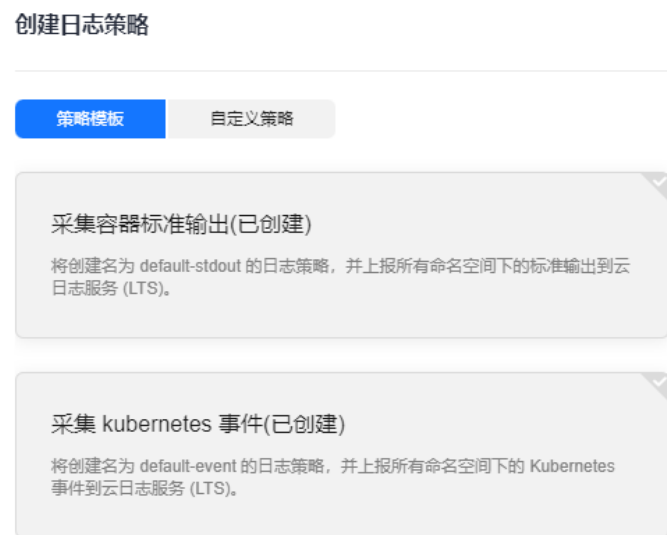 创建日志策略
策略模板 自定义策略
采集容器标准输出(已创建)
将创建名为 default-stdout 的日志策略，并上报所有命名空间下的标准输出到云
日志服务 (LTS)。
采集 kubernetes 事件(已创建)
将创建名为 default-event 的日志策略，并上报所有命名空间下的 Kubernetes
事件到云日志服务 (LTS)。